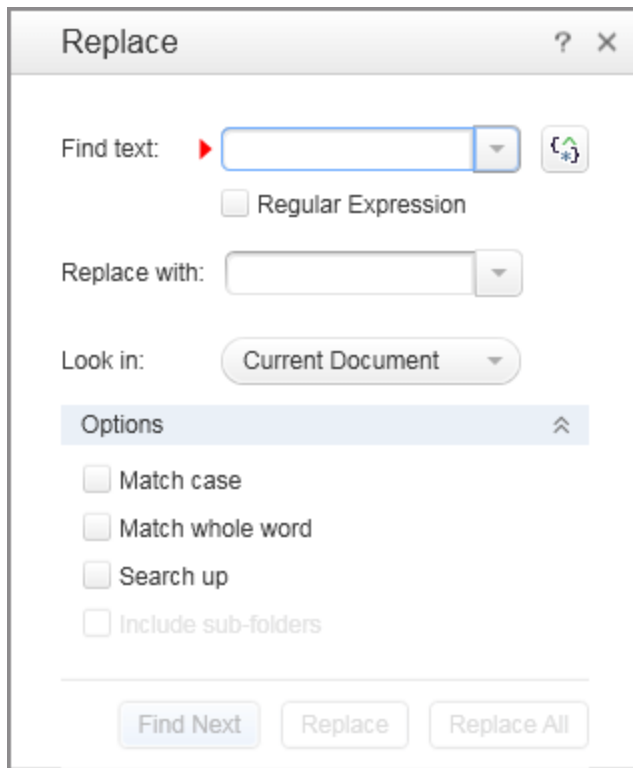 Replace ? ×
Find text:
Regular Expression
Replace with:
Look in: Current Document
Options
Match case
Match whole word
Search up
Include sub-folders
Find Next Replace Replace All